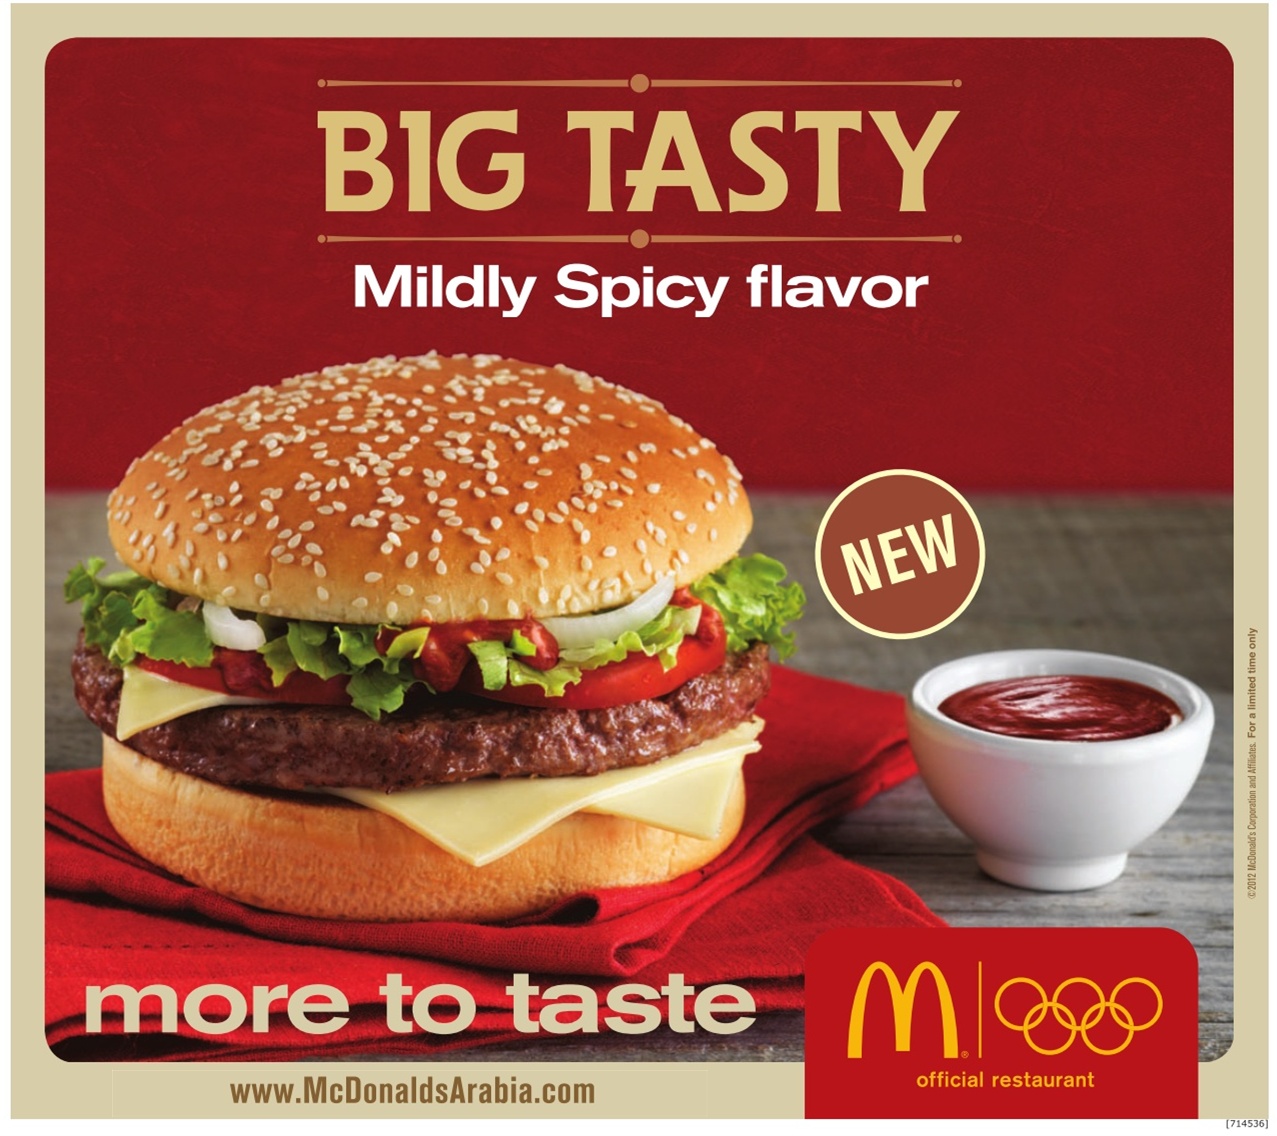 BIG TASTY
Mildly Spicy flavor
NEW
©2012 McDonald's Corporation and Affiliates. For a limited time only
more to taste
M®
official restaurant
www.McDonaldsArabia.com
[714536]